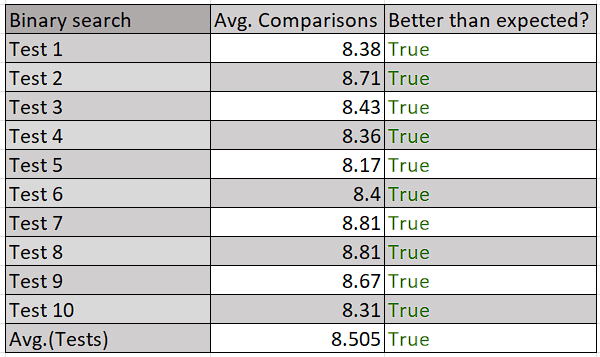 Binary search Avg. Comparisons Better than expected?
Test 1 8.38 True
Test 2 8.71 True
Test 3 8.43 True
Test 4 8.36 True
Test 5 8.17 True
Test 6 8.4 True
Test 7 8.81 True
Test 8 8.81 True
Test 9 8.67 True
Test 10 8.31 True
Avg.(Tests) 8.505 True